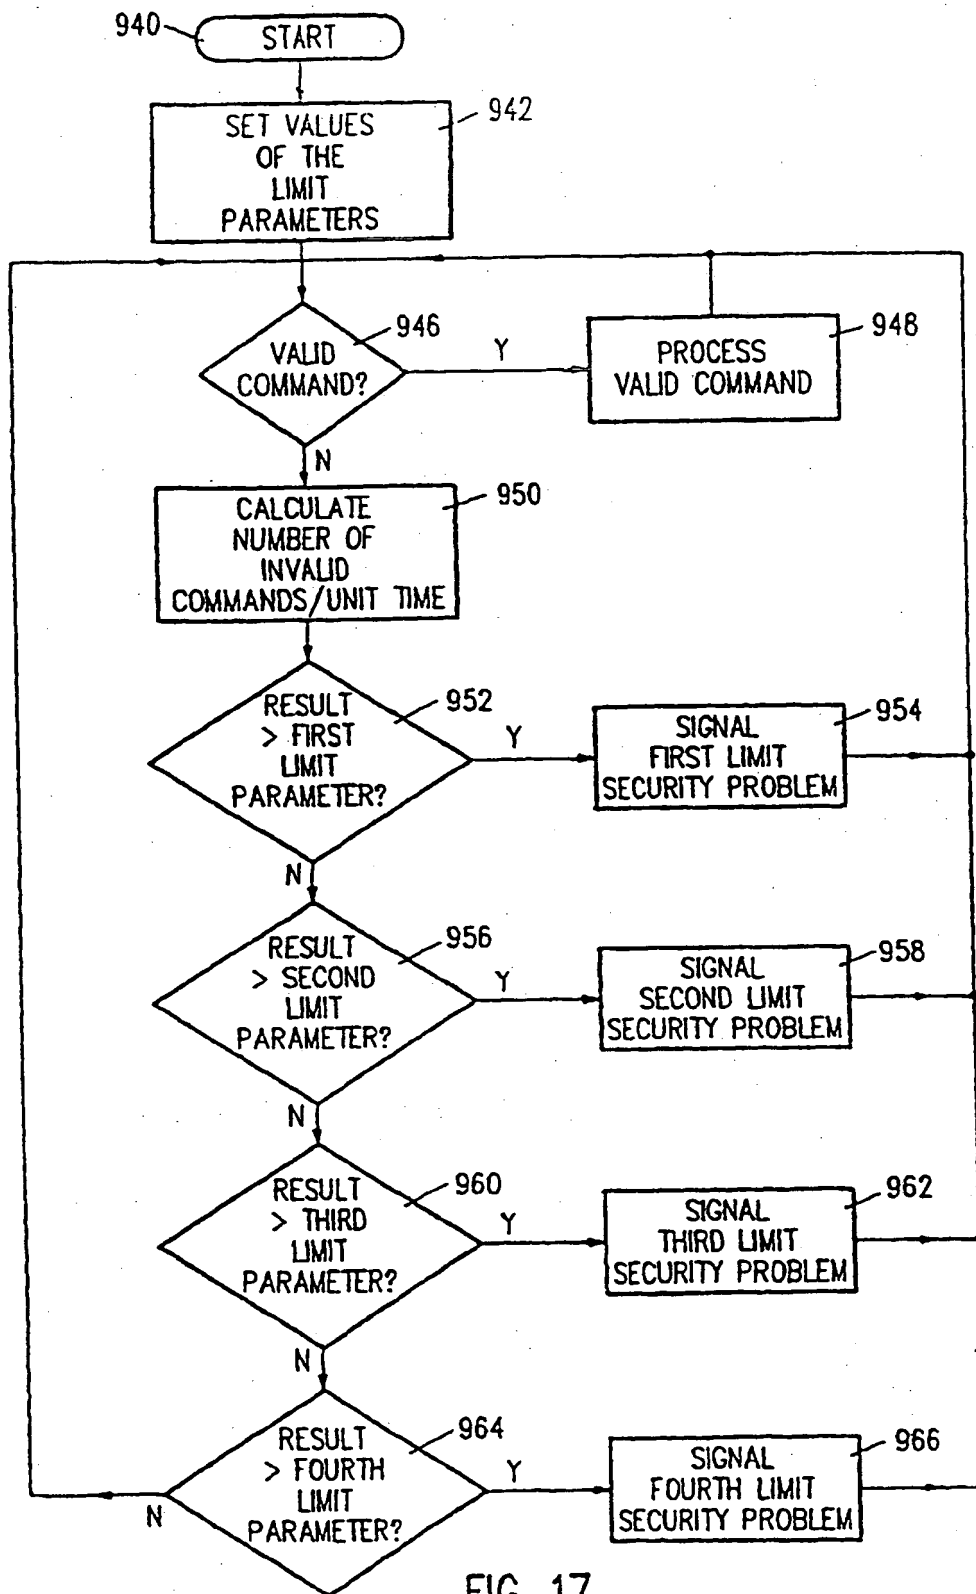 940
START
942
SET VALUES
OF THE
LIMIT
PARAMETERS
946
VALID
COMMAND?
Y
948
PROCESS
VALID COMMAND
N
950
CALCULATE
NUMBER OF
INVALID
COMMANDS/UNIT TIME
952
RESULT
> FIRST
LIMIT
PARAMETER?
Y
954
SIGNAL
FIRST LIMIT
SECURITY PROBLEM
N
956
RESULT
> SECOND
LIMIT
PARAMETER?
Y
958
SIGNAL
SECOND LIMIT
SECURITY PROBLEM
N
960
RESULT
> THIRD
LIMIT
PARAMETER?
Y
962
SIGNAL
THIRD LIMIT
SECURITY PROBLEM
N
964
RESULT
> FOURTH
LIMIT
PARAMETER?
Y
966
SIGNAL
FOURTH LIMIT
SECURITY PROBLEM
N
FIG. 17